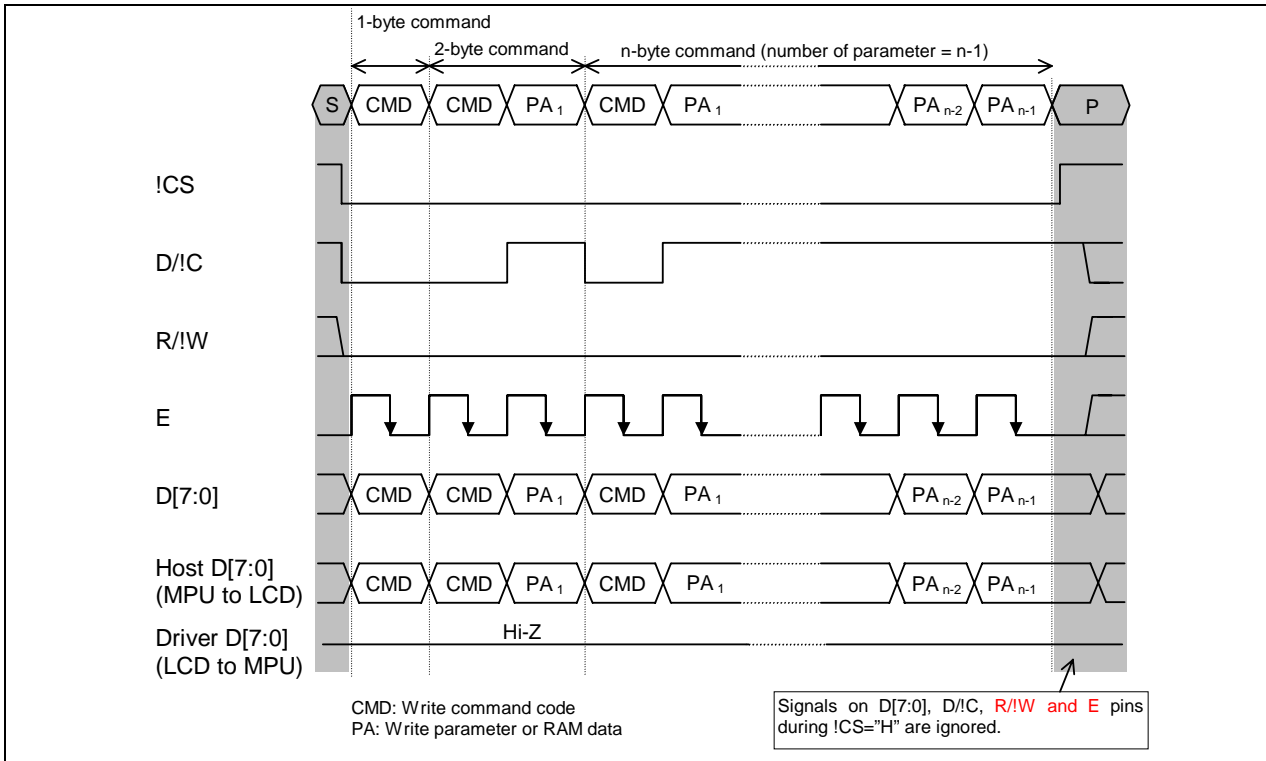 1-byte command
2-byte command
n-byte command (number of parameter = n-1)
S CMD CMD PA 1 CMD PA 1 PA n-2 PA n-1 P
!CS
D/!C
R/!W
E
D[7:0] CMD CMD PA 1 CMD PA 1 PA n-2 PA n-1
Host D[7:0]
(MPU to LCD)
CMD CMD PA 1 CMD PA 1 PA n-2 PA n-1
Driver D[7:0]
(LCD to MPU)
Hi-Z
CMD: Write command code
PA: Write parameter or RAM data
Signals on D[7:0], D/!C, R/!W and E pins
during !CS="H" are ignored.